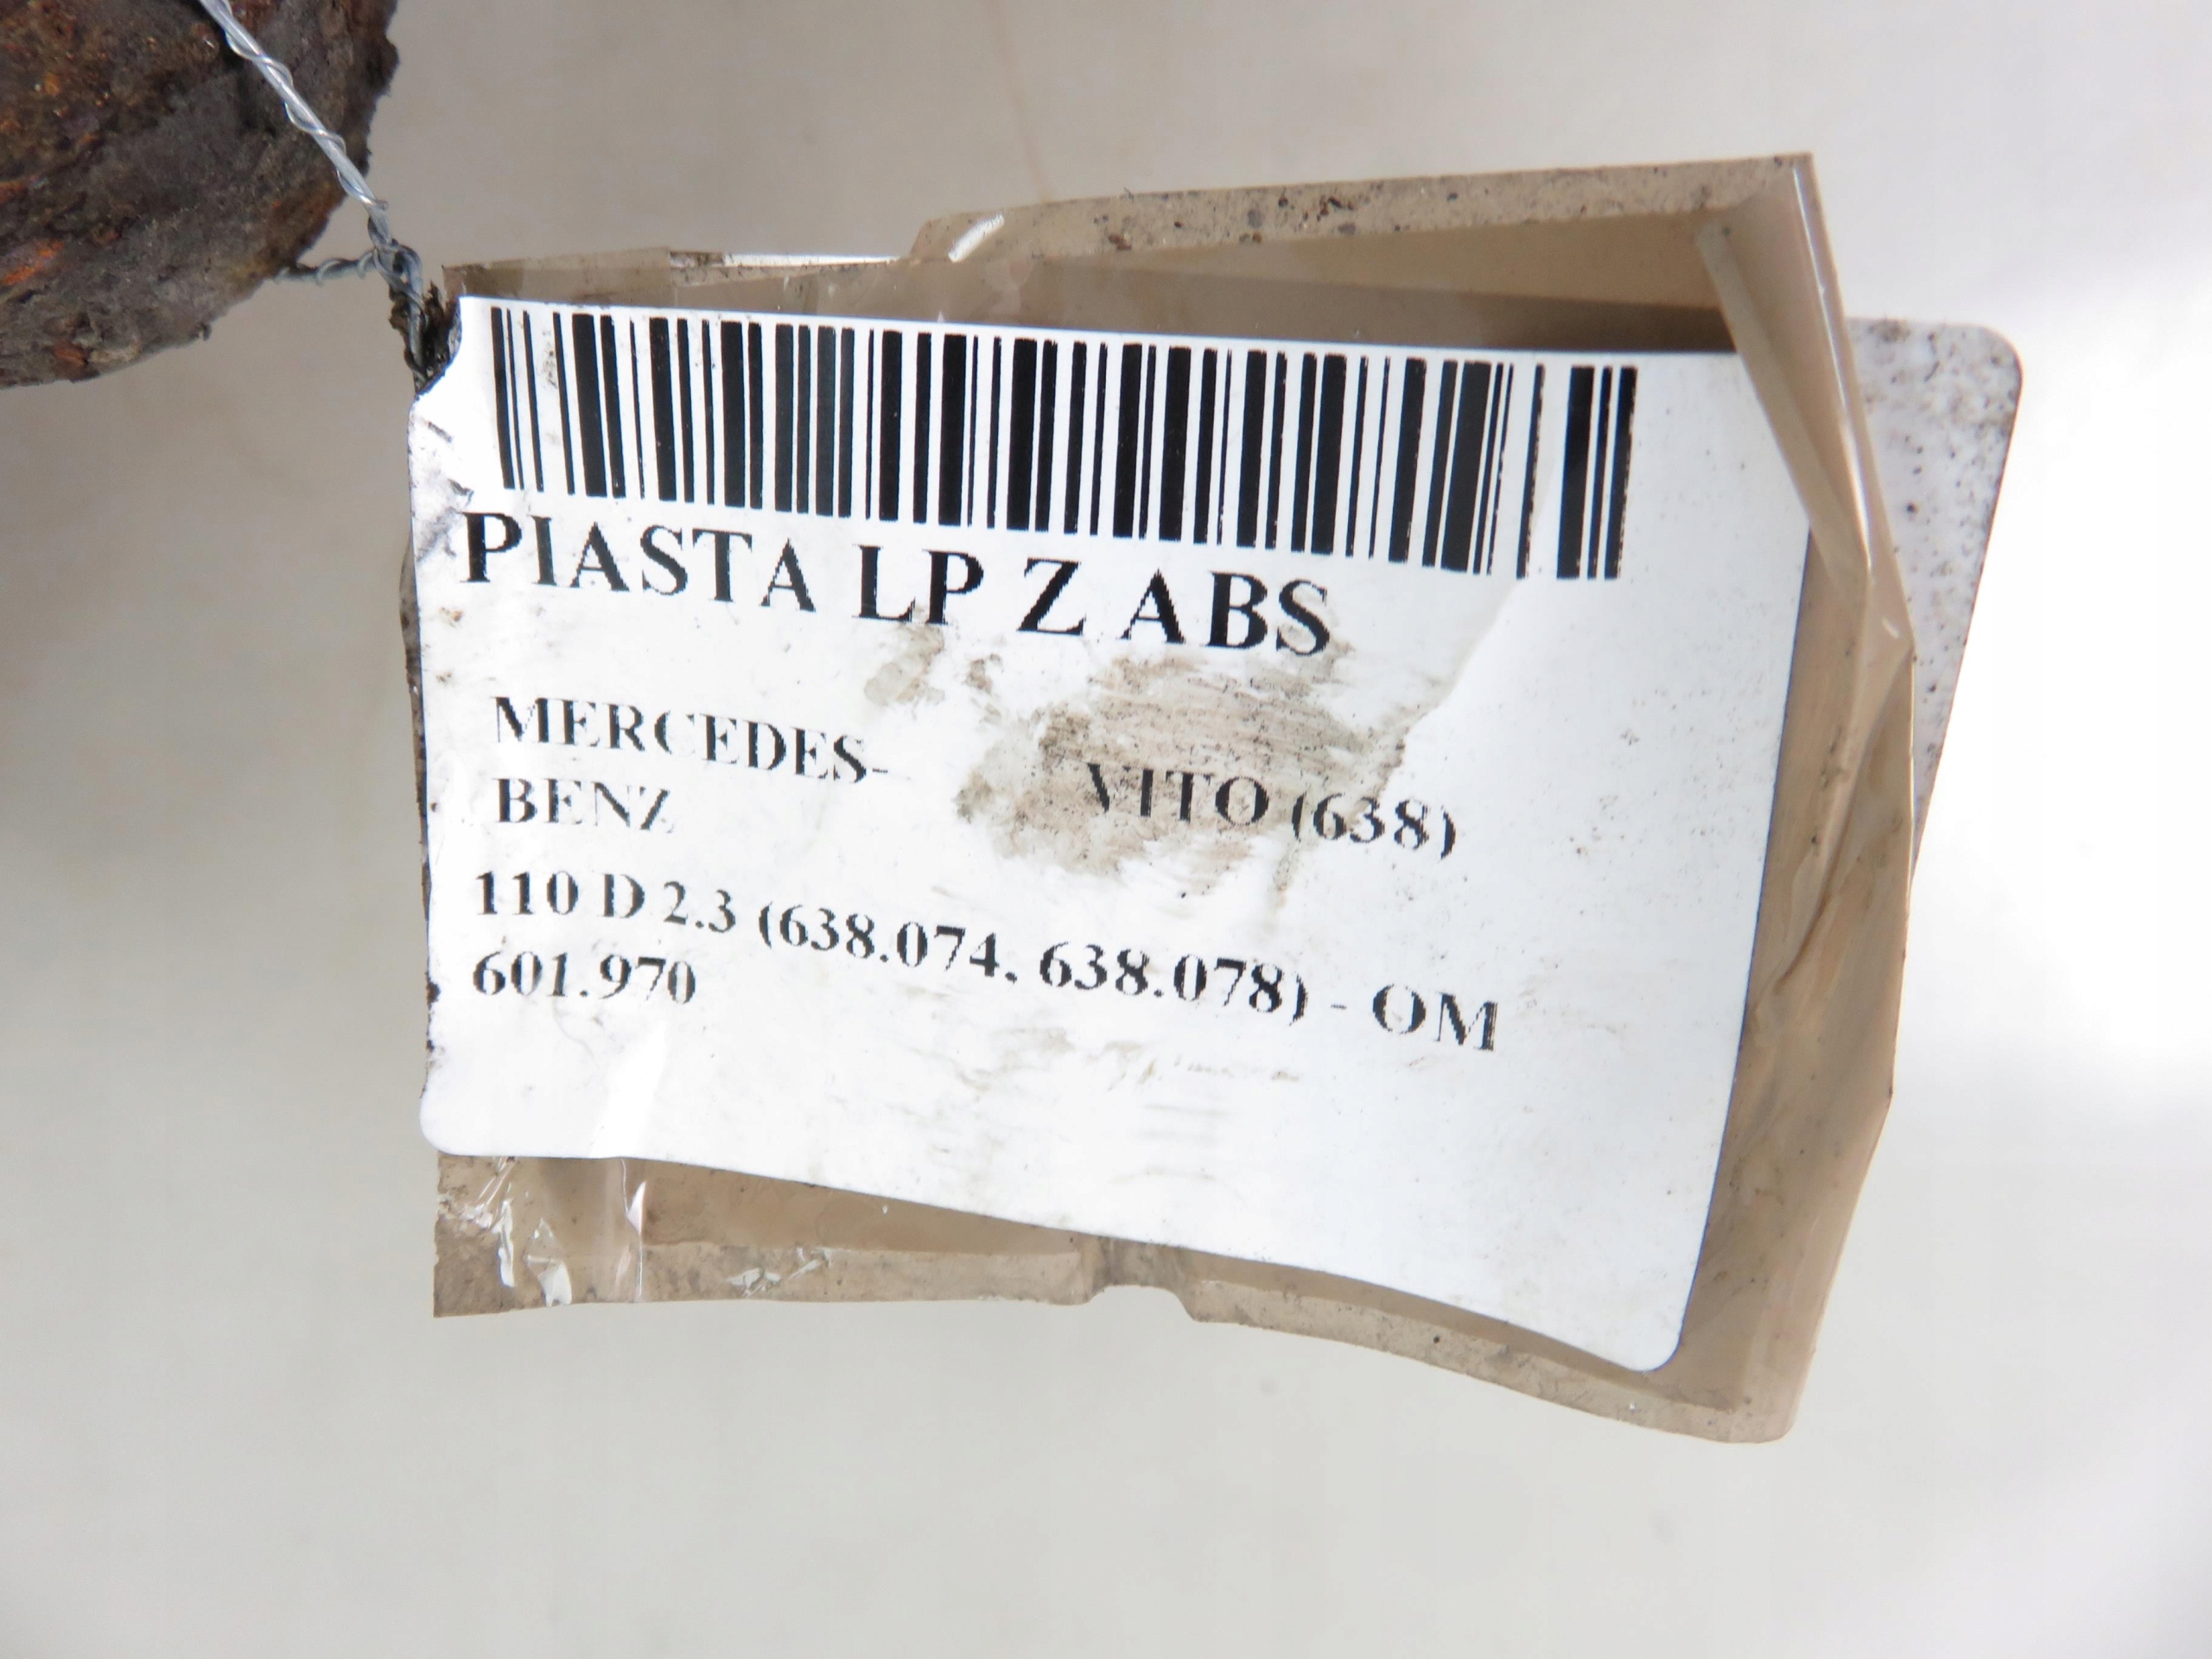 PIASTA LP Z ABS
MERCEDES-
BENZ
VITO (638)
110 D 2.3 (638.074, 638.078) - OM
601.970